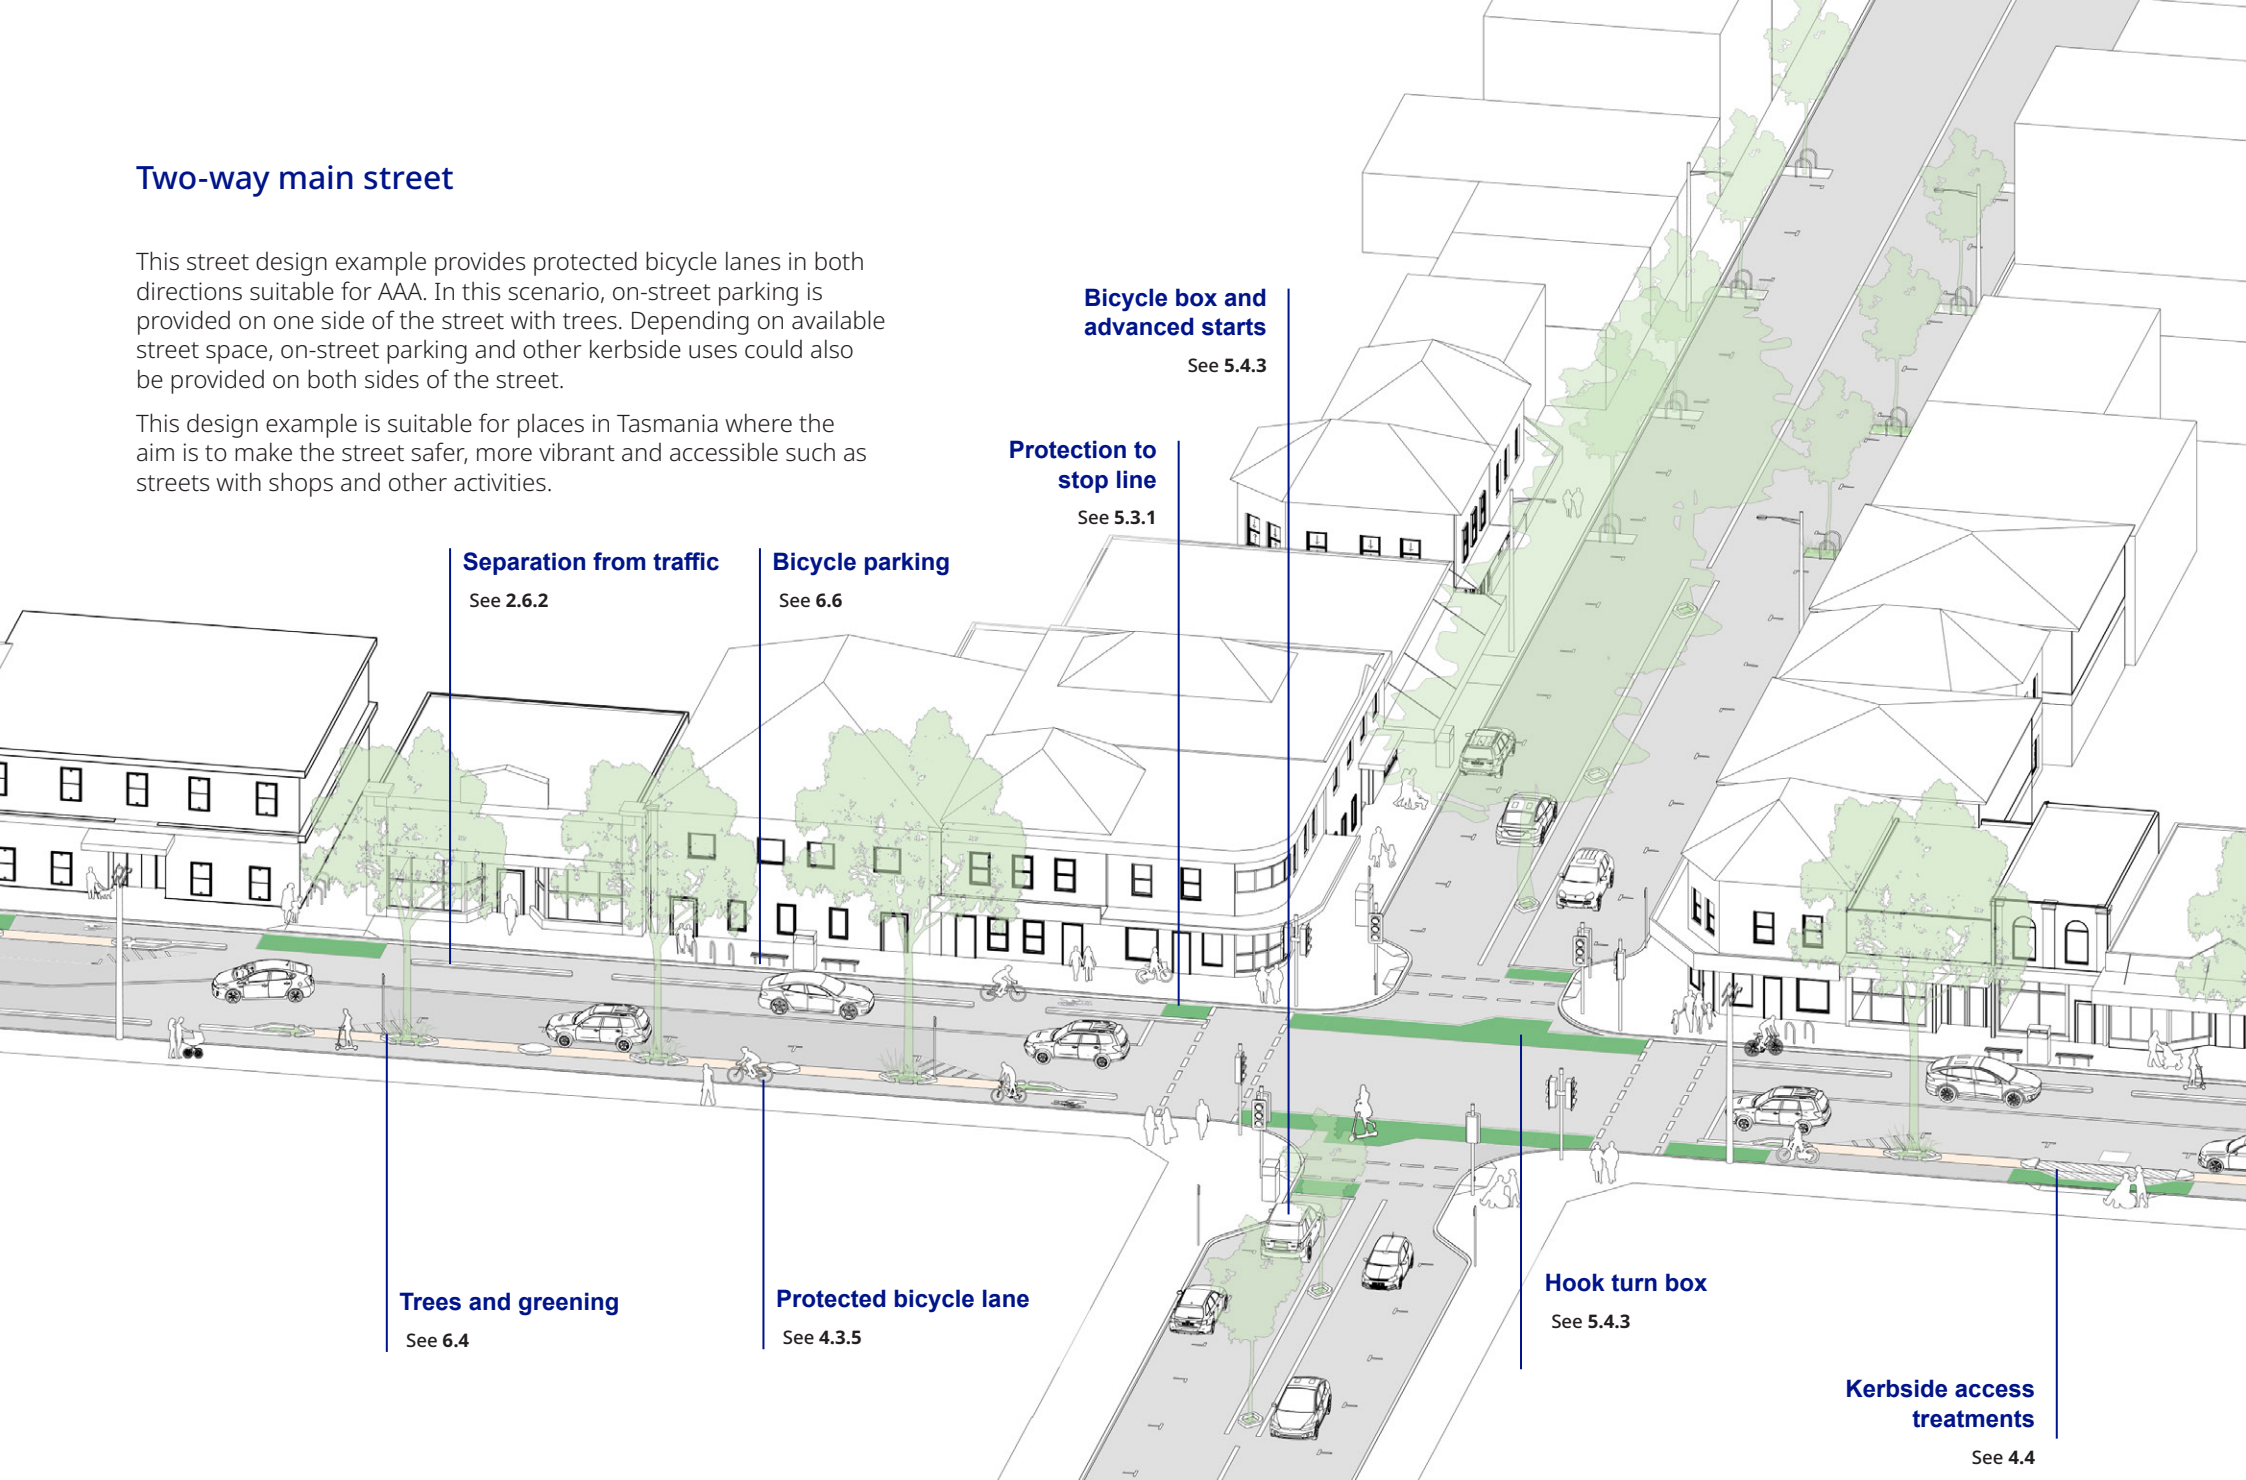 Two-way main street
This street design example provides protected bicycle lanes in both
directions suitable for AAA. In this scenario, on-street parking is
provided on one side of the street with trees. Depending on available
street space, on-street parking and other kerbside uses could also
be provided on both sides of the street.
This design example is suitable for places in Tasmania where the
aim is to make the street safer, more vibrant and accessible such as
streets with shops and other activities.
Bicycle box and
advanced starts
See 5.4.3
Protection to
stop line
See 5.3.1
Separation from traffic
See 2.6.2
Bicycle parking
See 6.6
Trees and greening
See 6.4
Protected bicycle lane
See 4.3.5
Hook turn box
See 5.4.3
Kerbside access
treatments
See 4.4